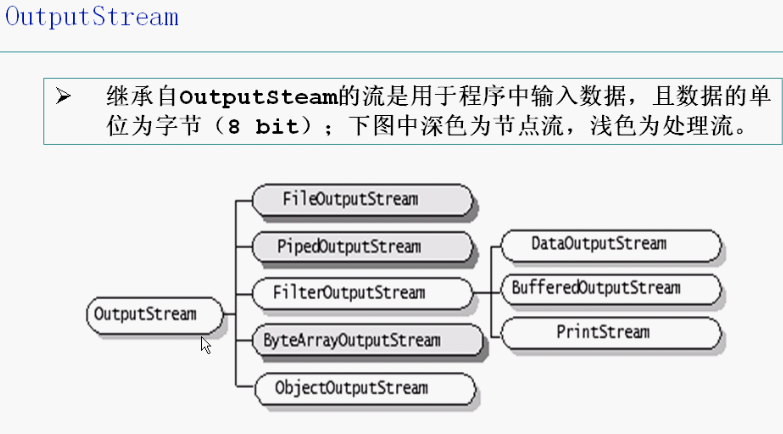 OutputStream
继承自OutputSteam的流是用于程序中输入数据，且数据的单
位为字节（8 bit）；下图中深色为节点流，浅色为处理流。
FileOutputStream
PipedOutputStream
DataOutputStream
FilterOutputStream
BufferedOutputStream
OutputStream
PrintStream
ByteArrayOutputStream
ObjectOutputStream